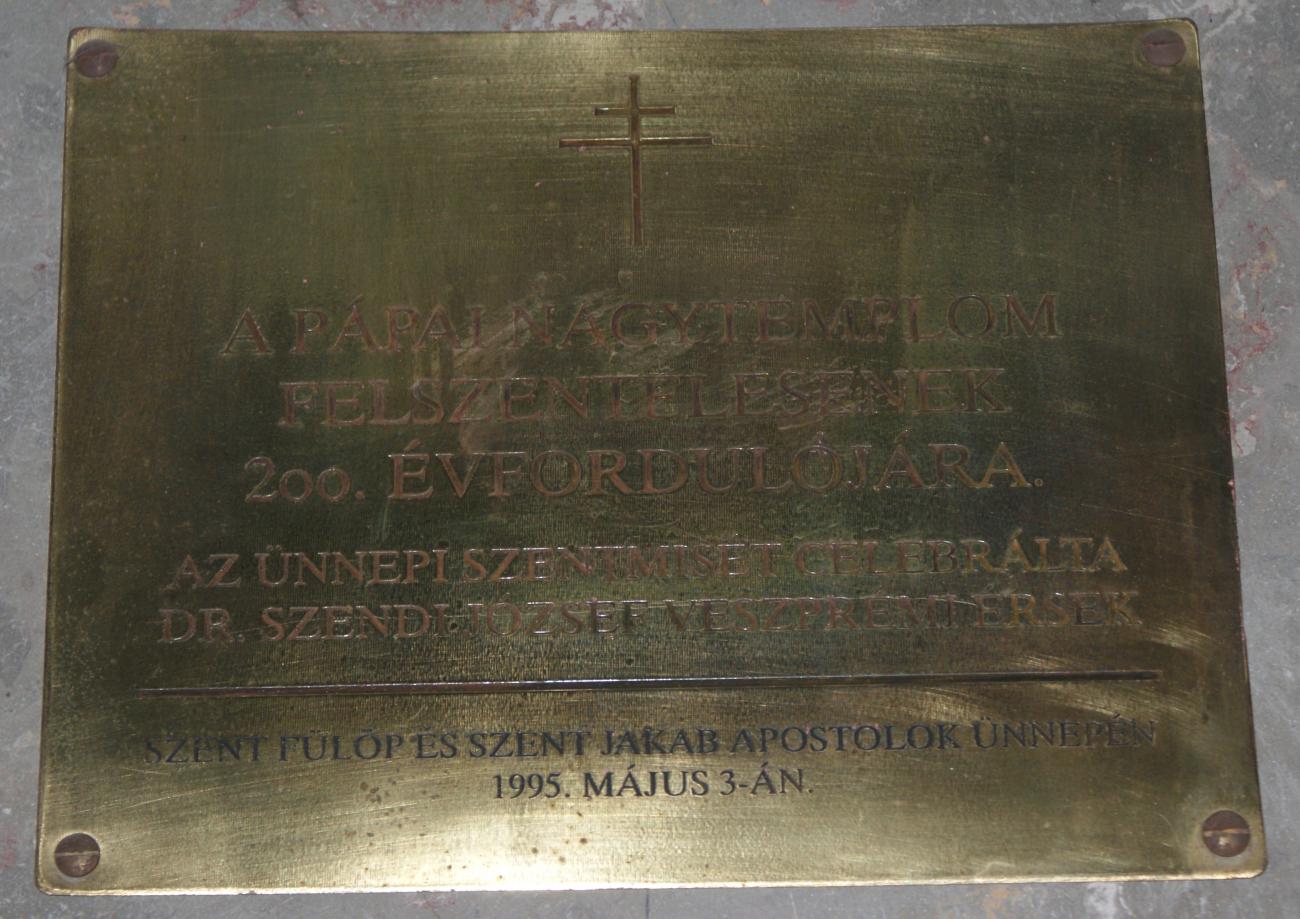 A PÁPAI NAGYTEMPLOM
FELSZENTELÉSÉNEK
200. ÉVFORDULÓJÁRA.
AZ ÜNNEPI SZENTMISÉT CELEBRÁLTA
DR. SZENDI JÓZSEF VESZPRÉMI ÉRSEK
SZENT FÜLÖP ÉS SZENT JAKAB APOSTOLOK ÜNNEPÉN
1995. MÁJUS 3-ÁN.